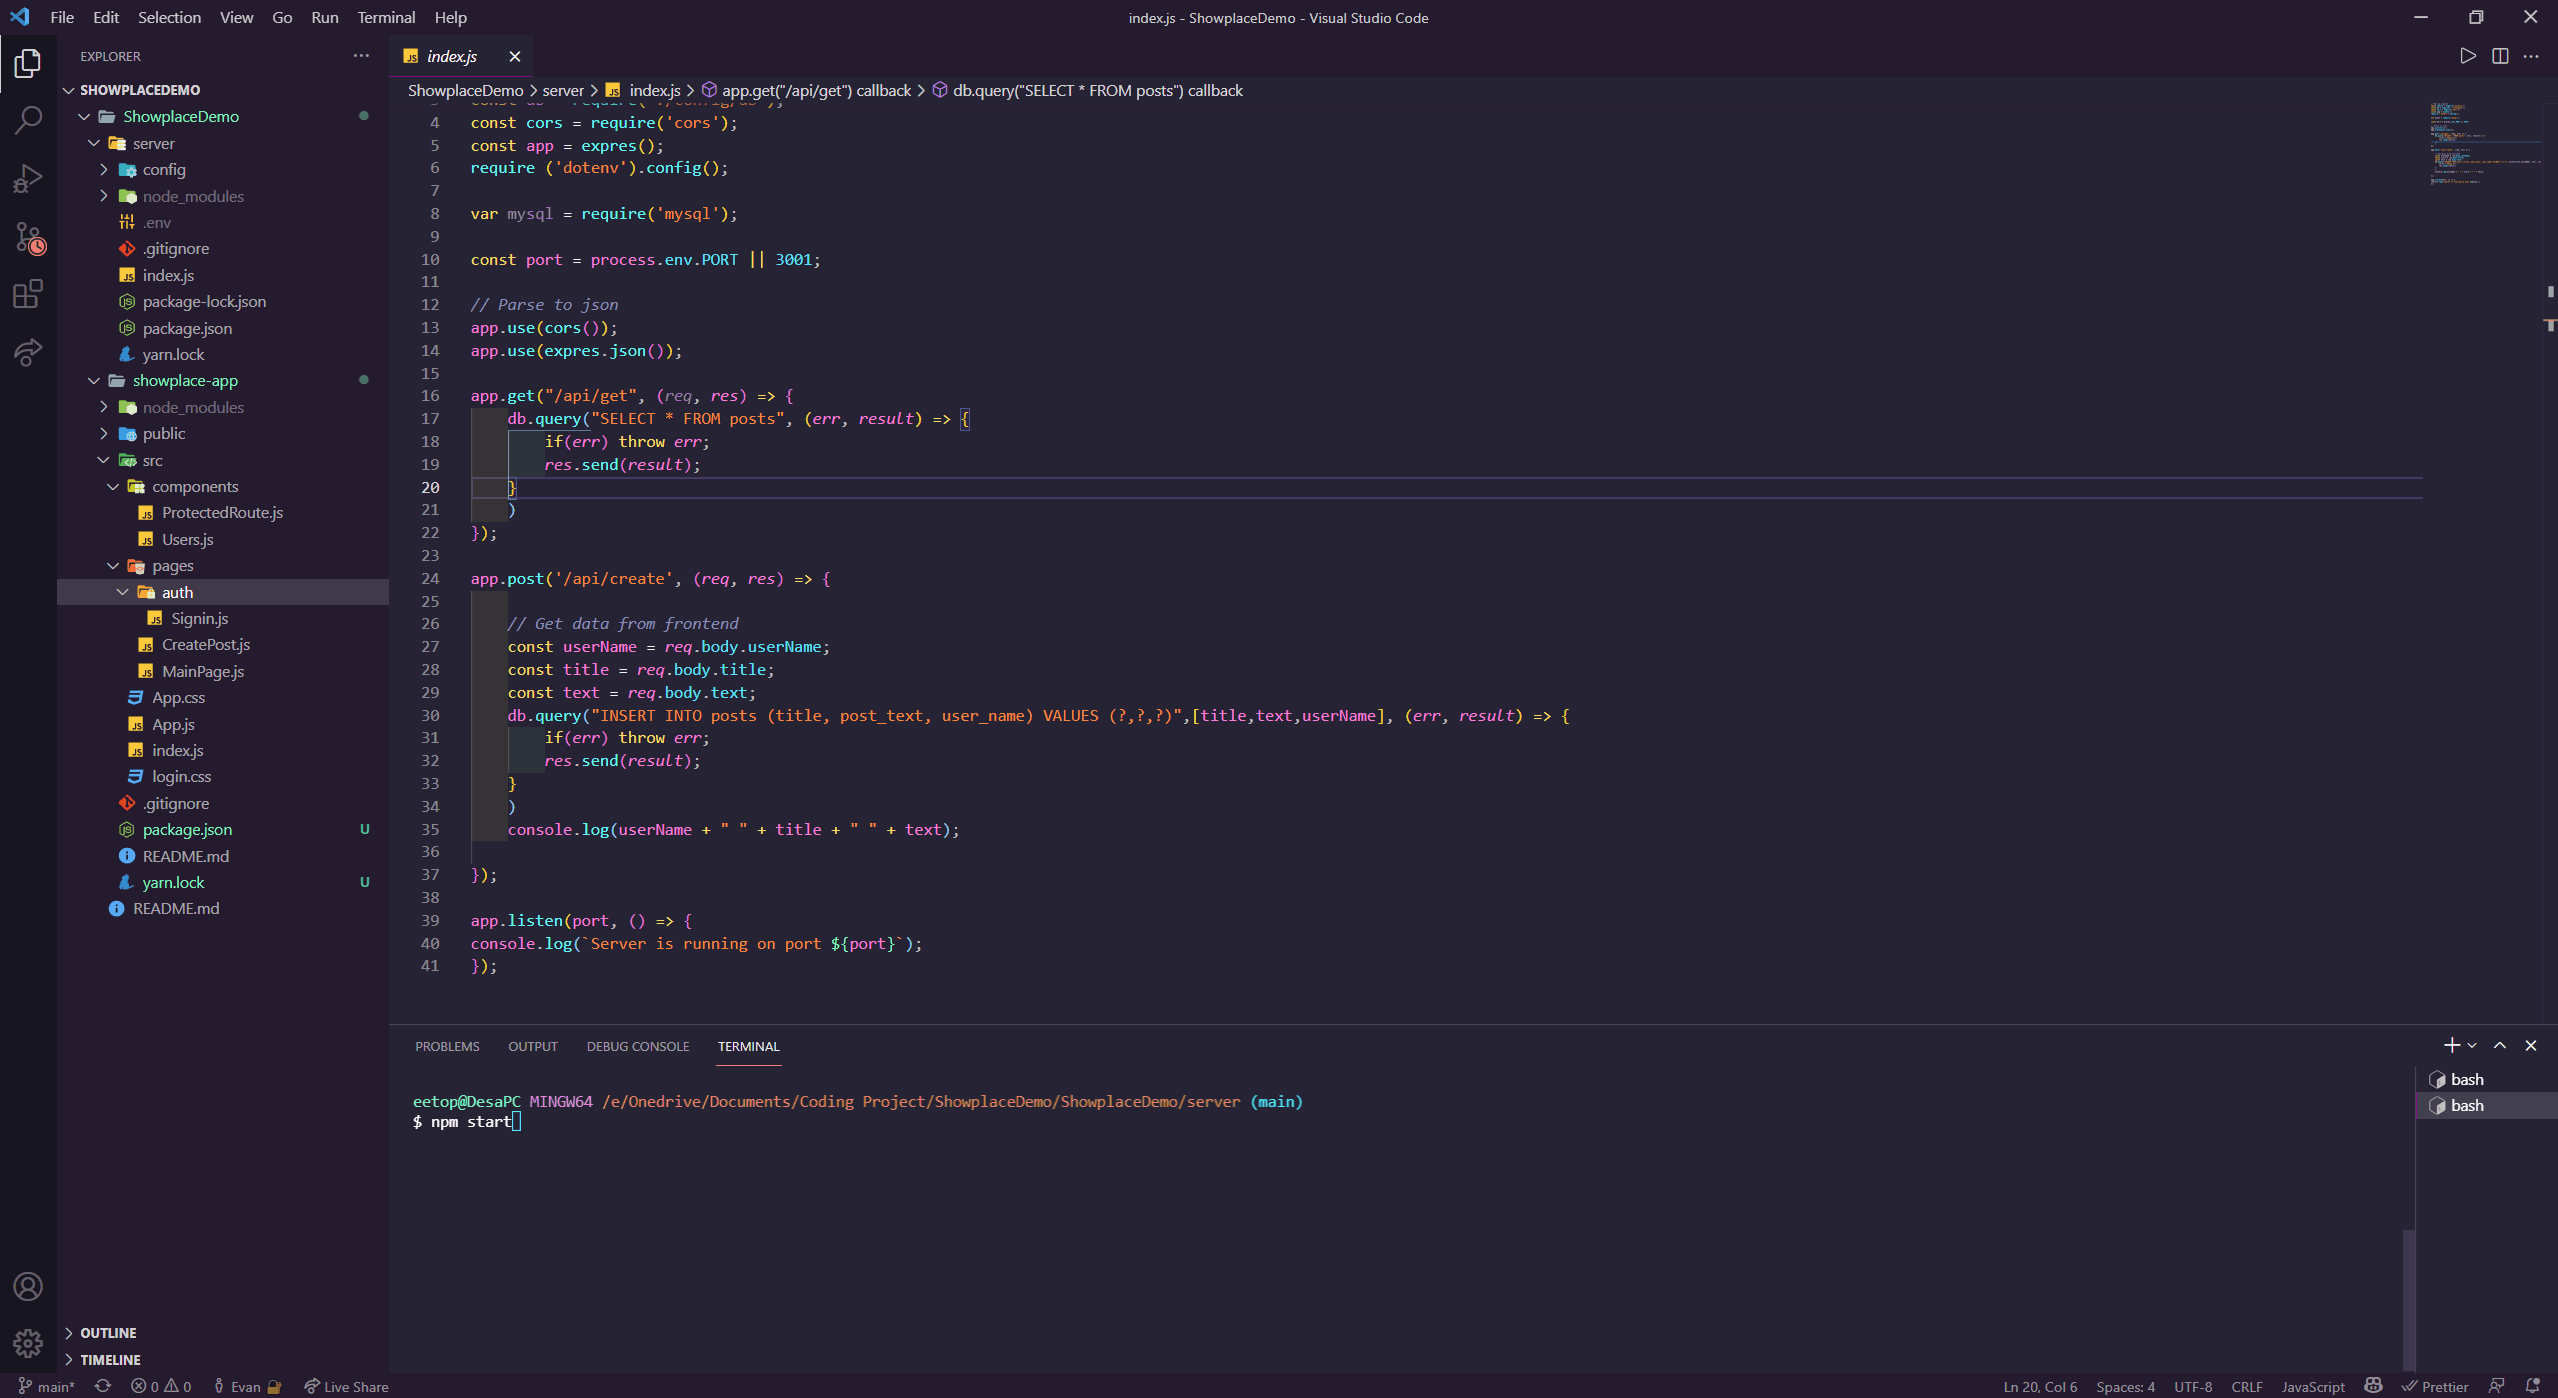 File Edit Selection View Go Run Terminal Help
index.js - ShowplaceDemo - Visual Studio Code
EXPLORER
SHOWPLACEDEMO
ShowplaceDemo
server
config
node_modules
.env
.gitignore
index.js
package-lock.json
package.json
yarn.lock
showplace-app
node_modules
public
src
components
ProtectedRoute.js
Users.js
pages
auth
Signin.js
CreatePost.js
MainPage.js
App.css
App.js
index.js
login.css
.gitignore
package.json U
README.md
yarn.lock U
README.md
OUTLINE
TIMELINE
index.js
ShowplaceDemo > server > index.js > app.get("/api/get") callback > db.query("SELECT * FROM posts") callback
4 const cors = require('cors');
5 const app = expres();
6 require ('dotenv').config();
7
8 var mysql = require('mysql');
9
10 const port = process.env.PORT || 3001;
11
12 // Parse to json
13 app.use(cors());
14 app.use(expres.json());
15
16 app.get("/api/get", (req, res) => {
17 db.query("SELECT * FROM posts", (err, result) => {
18 if(err) throw err;
19 res.send(result);
20 }
21 )
22 });
23
24 app.post('/api/create', (req, res) => {
25
26 // Get data from frontend
27 const userName = req.body.userName;
28 const title = req.body.title;
29 const text = req.body.text;
30 db.query("INSERT INTO posts (title, post_text, user_name) VALUES (?,?,?)",[title,text,userName], (err, result) => {
31 if(err) throw err;
32 res.send(result);
33 }
34 )
35 console.log(userName + " " + title + " " + text);
36
37 });
38
39 app.listen(port, () => {
40 console.log(`Server is running on port ${port}`);
41 });
PROBLEMS OUTPUT DEBUG CONSOLE TERMINAL
eetop@DesaPC MINGW64 /e/Onedrive/Documents/Coding Project/ShowplaceDemo/ShowplaceDemo/server (main)
$ npm start
bash
bash
main* 0 0 Evan Live Share
Ln 20, Col 6 Spaces: 4 UTF-8 CRLF JavaScript Prettier